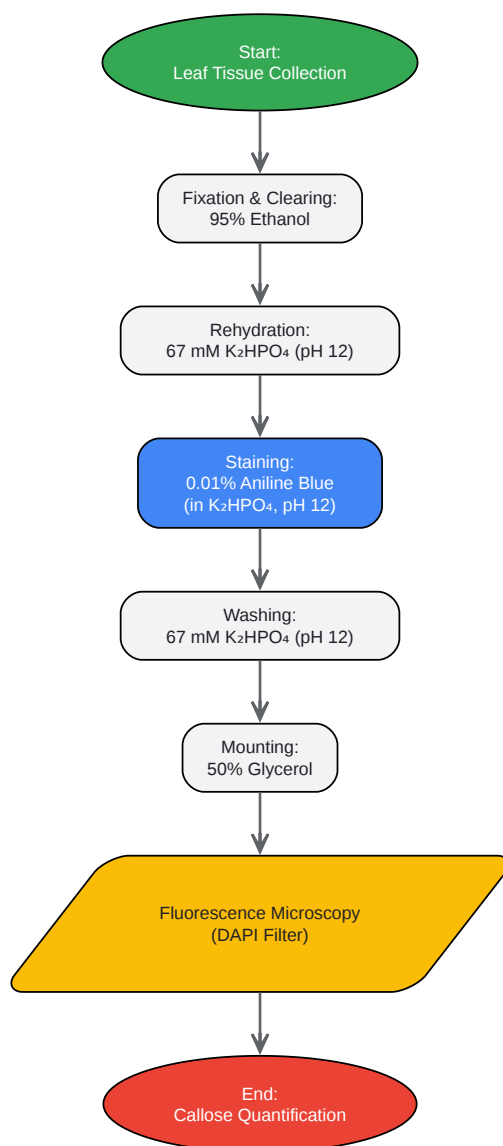 Start:
Leaf Tissue Collection
Fixation & Clearing:
95% Ethanol
Rehydration:
67 mM K₂HPO₄ (pH 12)
Staining:
0.01% Aniline Blue
(in K₂HPO₄, pH 12)
Washing:
67 mM K₂HPO₄ (pH 12)
Mounting:
50% Glycerol
Fluorescence Microscopy
(DAPI Filter)
End:
Callose Quantification